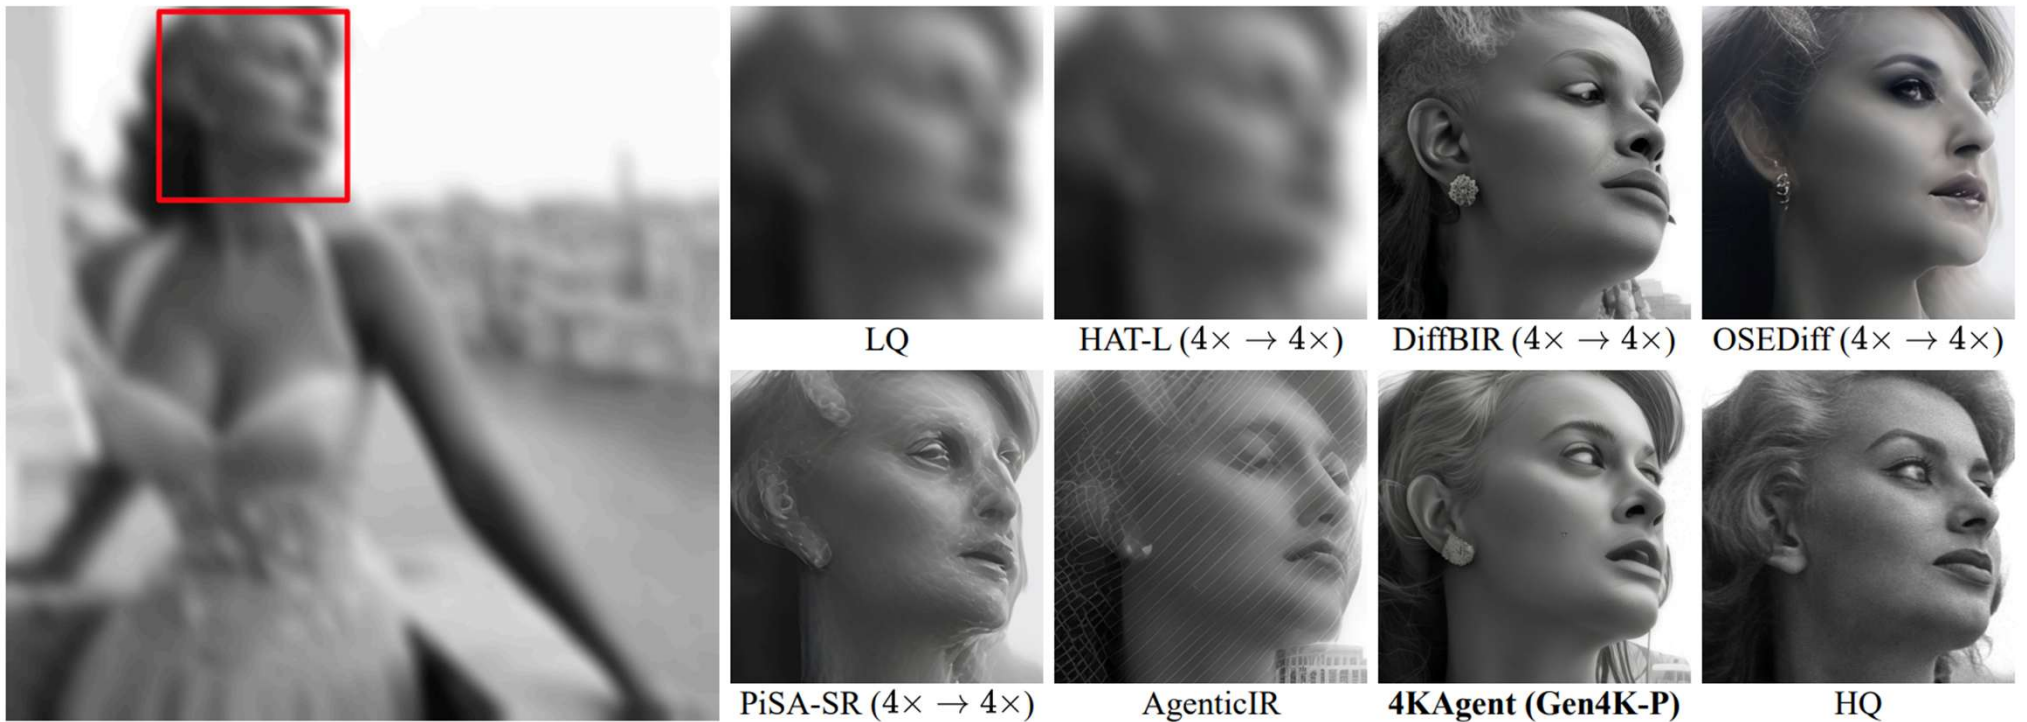 LQ
HAT-L (4× → 4×)
DiffBIR (4× → 4×)
OSEDiff (4× → 4×)
PiSA-SR (4× → 4×)
AgenticIR
4KAgent (Gen4K-P)
HQ